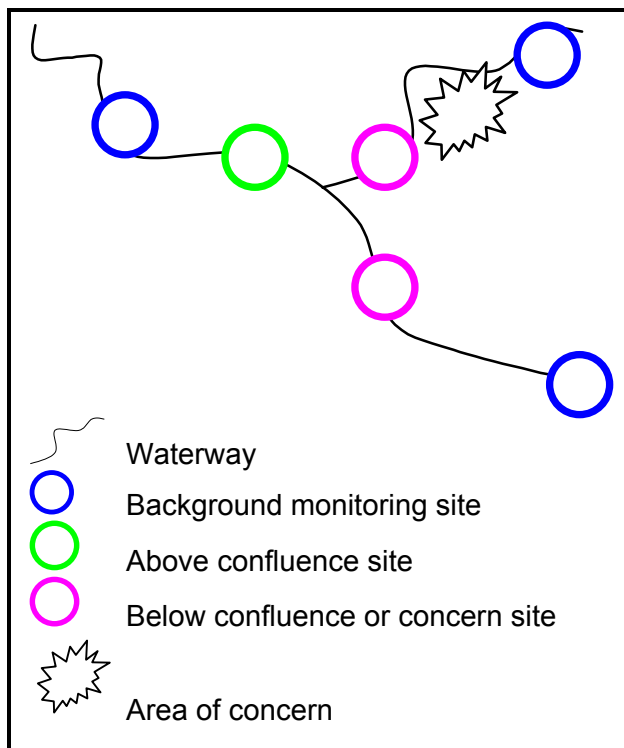 Waterway
Background monitoring site
Above confluence site
Below confluence or concern site
Area of concern